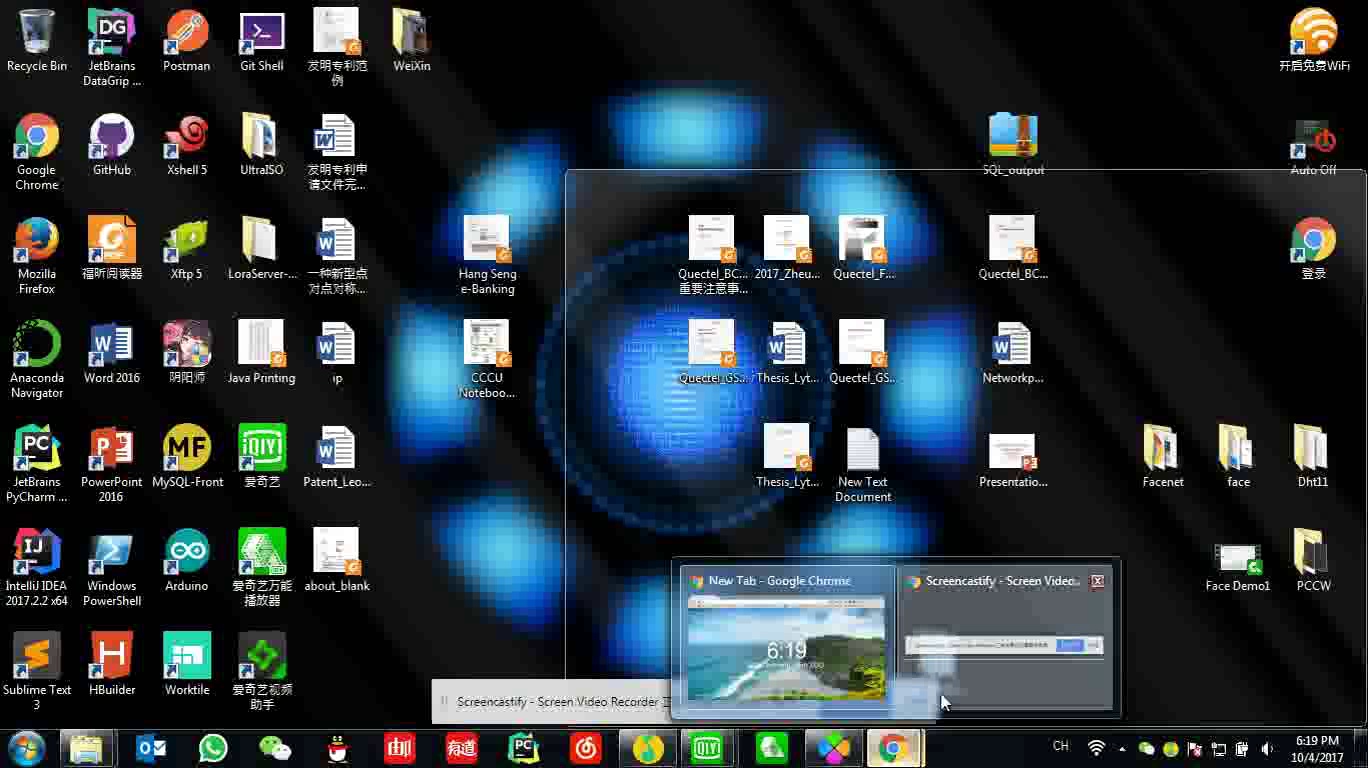 Recycle Bin
JetBrains
DataGrip ...
Postman
Git Shell
发明专利范
例
WeiXin
开启免费WiFi
Google
Chrome
GitHub
Xshell 5
UltraISO
发明专利申
请文件完...
SQL_output
Auto Off
Mozilla
Firefox
福昕阅读器
Xftp 5
LoraServer-...
一种新型点
对点对称...
Hang Seng
e-Banking
Quectel_BC...
重要注意事...
2017_Zheu...
Quectel_F...
Quectel_BC...
登录
Anaconda
Navigator
Word 2016
阴阳师
Java Printing
ip
CCCU
Noteboo...
Quectel_GS...
Thesis_Lyt...
Quectel_GS...
Networkp...
JetBrains
PyCharm ...
PowerPoint
2016
MySQL-Front
爱奇艺
Patent_Leo...
Thesis_Lyt...
New Text
Document
Presentatio...
Facenet
face
Dht11
IntelliJ IDEA
2017.2.2 x64
Windows
PowerShell
Arduino
爱奇艺万能
播放器
about_blank
Face Demo1
PCCW
Sublime Text
3
HBuilder
Worktile
爱奇艺视频
助手
New Tab - Google Chrome
Screencastify - Screen Video...
6:19
Screencastify - Screen Video Recorder
CH
6:19 PM
10/4/2017